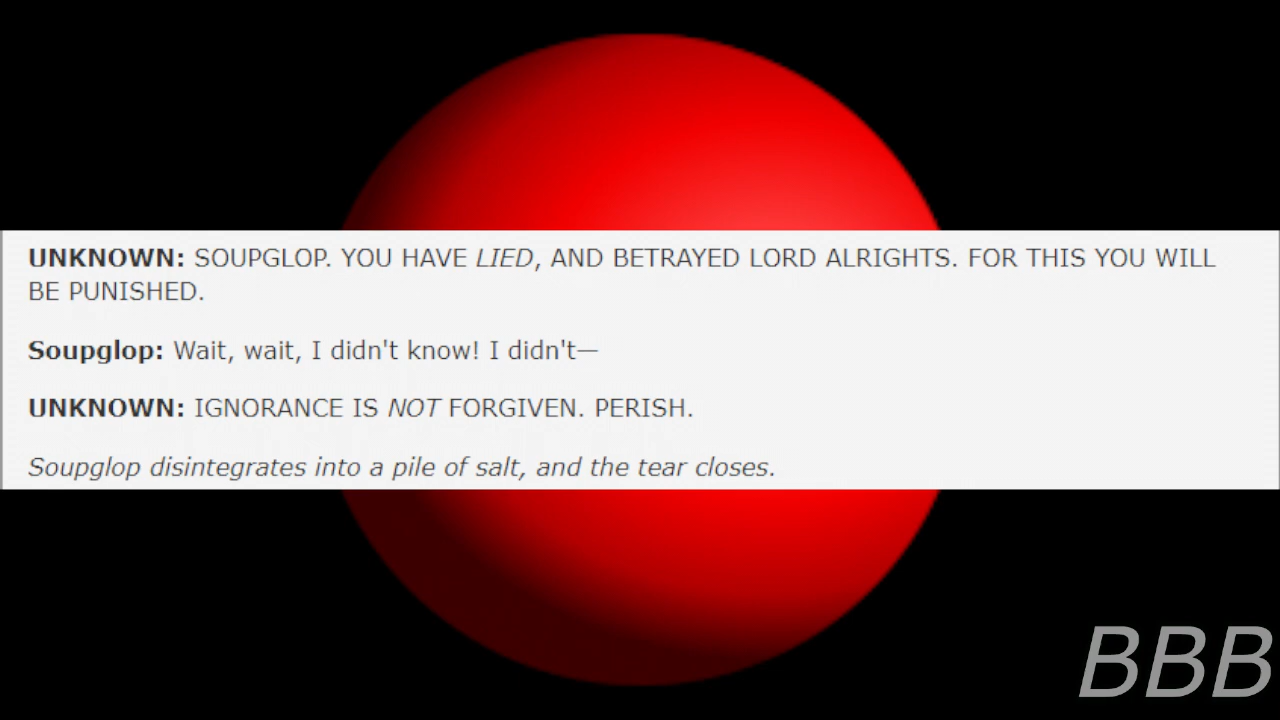 UNKNOWN: SOUPGLOP. YOU HAVE LIED, AND BETRAYED LORD ALRIGHTS. FOR THIS YOU WILL
BE PUNISHED.
Soupglop: Wait, wait, I didn't know! I didn't—
UNKNOWN: IGNORANCE IS NOT FORGIVEN. PERISH.
Soupglop disintegrates into a pile of salt, and the tear closes.
BBB